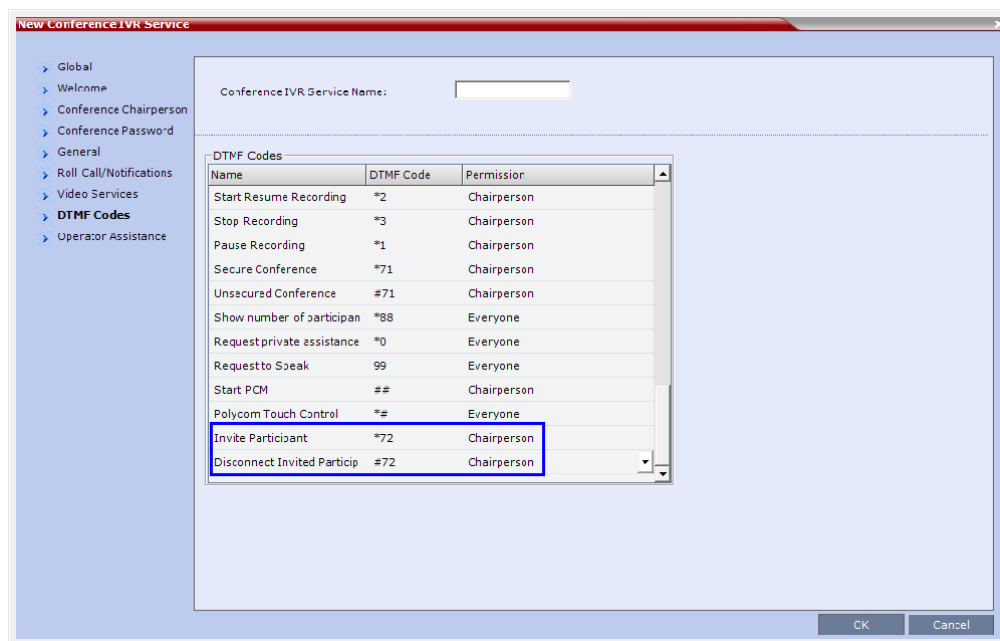 New Conference IVR Service
Global
Welcome
Conference Chairperson
Conference Password
General
Roll Call/Notifications
Video Services
DTMF Codes
Operator Assistance
Conference IVR Service Name:
DTMF Codes
Name DTMF Code Permission
Start Resume Recording *2 Chairperson
Stop Recording *3 Chairperson
Pause Recording *1 Chairperson
Secure Conference *71 Chairperson
Unsecured Conference #71 Chairperson
Show number of participan *88 Everyone
Request private assistance *0 Everyone
Request to Speak 99 Everyone
Start PCM ## Chairperson
Polycom Touch Control *# Everyone
Invite Participant *72 Chairperson
Disconnect Invited Particip #72 Chairperson
OK Cancel